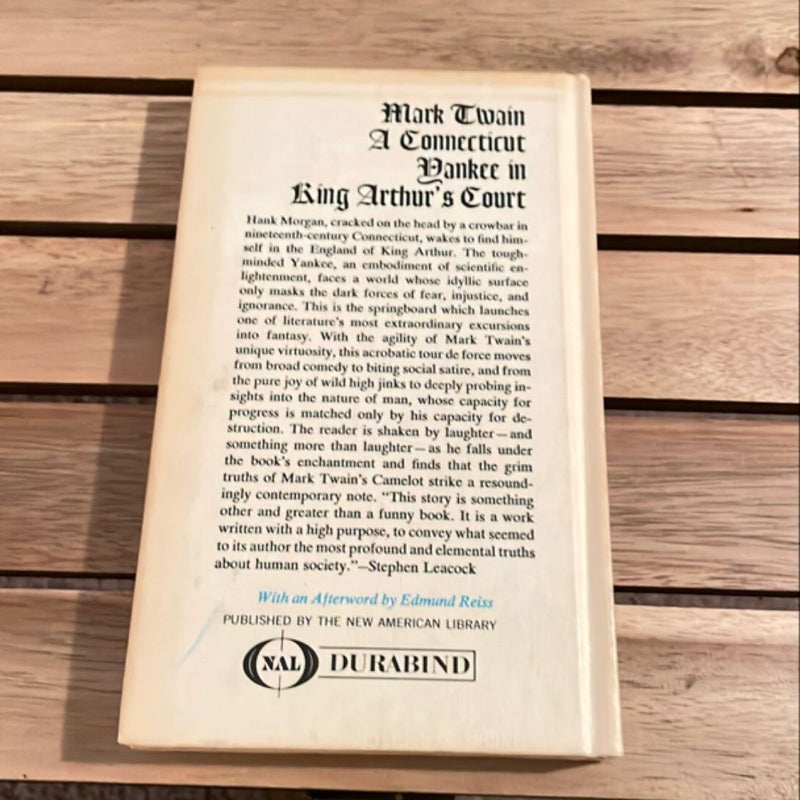 Mark Twain
A Connecticut
Yankee in
King Arthur's Court
Hank Morgan, cracked on the head by a crowbar in
nineteenth-century Connecticut, wakes to find him-
self in the England of King Arthur. The tough-
minded Yankee, an embodiment of scientific en-
lightenment, faces a world whose idyllic surface
only masks the dark forces of fear, injustice, and
ignorance. This is the springboard which launches
one of literature's most extraordinary excursions
into fantasy. With the agility of Mark Twain's
unique virtuosity, this acrobatic tour de force moves
from broad comedy to biting social satire, and from
the pure joy of wild high jinks to deeply probing in-
sights into the nature of man, whose capacity for
progress is matched only by his capacity for de-
struction. The reader is shaken by laughter—and
something more than laughter—as he falls under
the book's enchantment and finds that the grim
truths of Mark Twain's Camelot strike a resound-
ingly contemporary note. "This story is something
other and greater than a funny book. It is a work
written with a high purpose, to convey what seemed
to its author the most profound and elemental truths
about human society."—Stephen Leacock
With an Afterword by Edmund Reiss
PUBLISHED BY THE NEW AMERICAN LIBRARY
NAL DURABIND